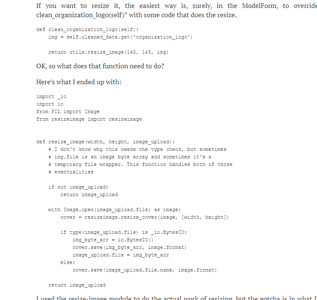 If you want to resize it, the easiest way is, surely, in the ModelForm, to override
clean_organization_logo(self)" with some code that does the resize.
def clean_organization_logo(self):
img = self.cleaned_data.get('organization_logo')
return utils.resize_image(145, 145, img)
OK, so what does that function need to do?
Here's what I ended up with:
import _io
import io
from PIL import Image
from resizeimage import resizeimage
def resize_image(width, height, image_upload):
# I don't know why this needs the type check, but sometimes
# img.file is an image byte array and sometimes it's a
# temporary file wrapper. This function handles both of those
# eventualities
if not image_upload:
return image_upload
with Image.open(image_upload.file) as image:
cover = resizeimage.resize_cover(image, [width, height])
if type(image_upload.file) is _io.BytesIO:
img_byte_arr = io.BytesIO()
cover.save(img_byte_arr, image.format)
image_upload.file = img_byte_arr
else:
cover.save(image_upload.file.name, image.format)
return image_upload
I used the resize-image module to do the actual work of resizing, but the gotcha is in what f